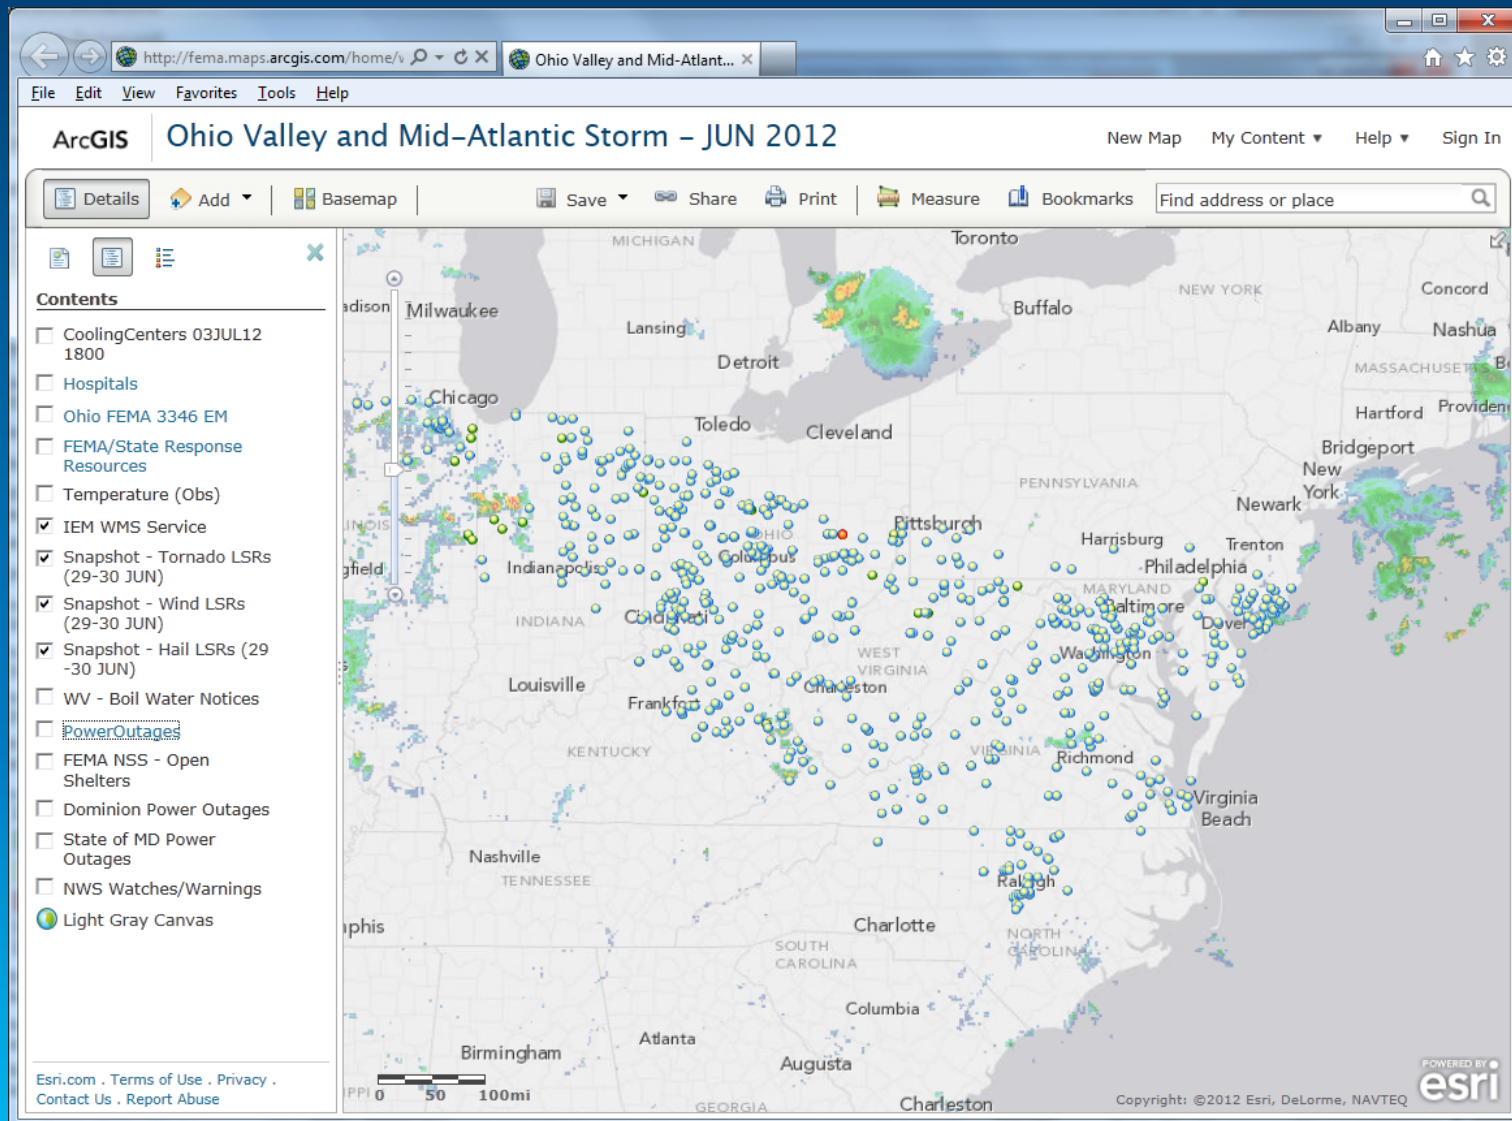 http://fema.maps.arcgis.com/home/v
Ohio Valley and Mid-Atlant...
File Edit View Favorites Tools Help
ArcGIS
Ohio Valley and Mid-Atlantic Storm - JUN 2012
New Map My Content Help Sign In
Details Add Basemap Save Share Print Measure Bookmarks Find address or place
Contents
CoolingCenters 03JUL12
1800
Hospitals
Ohio FEMA 3346 EM
FEMA/State Response
Resources
Temperature (Obs)
IEM WMS Service
Snapshot - Tornado LSRs
(29-30 JUN)
Snapshot - Wind LSRs
(29-30 JUN)
Snapshot - Hail LSRs (29
-30 JUN)
WV - Boil Water Notices
PowerOutages
FEMA NSS - Open
Shelters
Dominion Power Outages
State of MD Power
Outages
NWS Watches/Warnings
Light Gray Canvas
Esri.com . Terms of Use . Privacy .
Contact Us . Report Abuse
MICHIGAN
Toronto
NEW YORK
Concord
adison
Milwaukee
Buffalo
Lansing
Albany
Nashua
Detroit
MASSACHUSETTS
Chicago
Hartford
Providen
Toledo
Cleveland
Bridgeport
New
York
PENNSYLVANIA
Newark
INOIS
Pittsburgh
OHIO
Harrisburg
Trenton
gfield
Indianapolis
Columbus
Philadelphia
MARYLAND
Baltimore
INDIANA
Cincinnati
Dover
WEST
VIRGINIA
Washington
Louisville
Charleston
Frankfort
KENTUCKY
VIRGINIA
Richmond
Virginia
Beach
Nashville
TENNESSEE
Raleigh
mphis
Charlotte
NORTH
CAROLINA
SOUTH
CAROLINA
Columbia
Atlanta
Birmingham
Augusta
IPPI
0 50 100mi
GEORGIA
Charleston
Copyright: ©2012 Esri, DeLorme, NAVTEQ
POWERED BY
esri